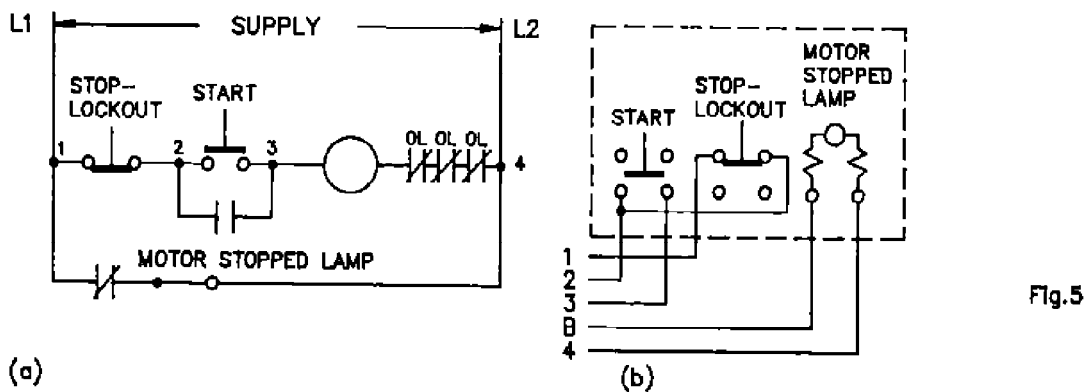 L1 SUPPLY L2
STOP-
LOCKOUT
START
1 2 3 OL OL OL 4
MOTOR STOPPED LAMP
(a)
MOTOR
STOPPED
LAMP
STOP-
LOCKOUT
START
1
2
3
B
4
(b)
Fig.5